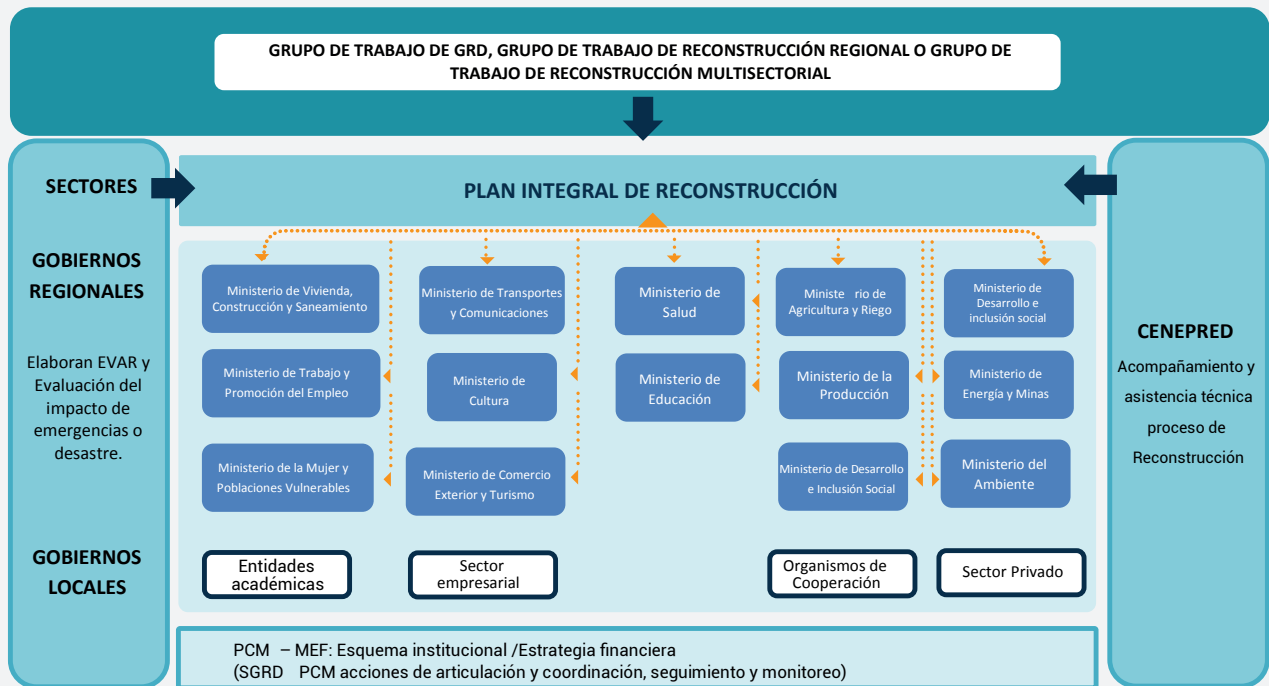 GRUPO DE TRABAJO DE GRD, GRUPO DE TRABAJO DE RECONSTRUCCIÓN REGIONAL O GRUPO DE
TRABAJO DE RECONSTRUCCIÓN MULTISECTORIAL
SECTORES
GOBIERNOS
REGIONALES
Elaboran EVAR y
Evaluación del
impacto de
emergencias o
desastre.
GOBIERNOS
LOCALES
PLAN INTEGRAL DE RECONSTRUCCIÓN
Ministerio de Vivienda,
Construcción y Saneamiento
Ministerio de Transportes
y Comunicaciones
Ministerio de
Salud
Ministe rio de
Agricultura y Riego
Ministerio de
Desarrollo e
inclusión social
Ministerio de Trabajo y
Promoción del Empleo
Ministerio de
Cultura
Ministerio de
Educación
Ministerio de la
Producción
Ministerio de
Energía y Minas
Ministerio de la Mujer y
Poblaciones Vulnerables
Ministerio de Comercio
Exterior y Turismo
Ministerio de Desarrollo
e Inclusión Social
Ministerio del
Ambiente
Entidades
académicas
Sector
empresarial
Organismos de
Cooperación
Sector Privado
CENEPRED
Acompañamiento y
asistencia técnica
proceso de
Reconstrucción
PCM – MEF: Esquema institucional /Estrategia financiera
(SGRD PCM acciones de articulación y coordinación, seguimiento y monitoreo)